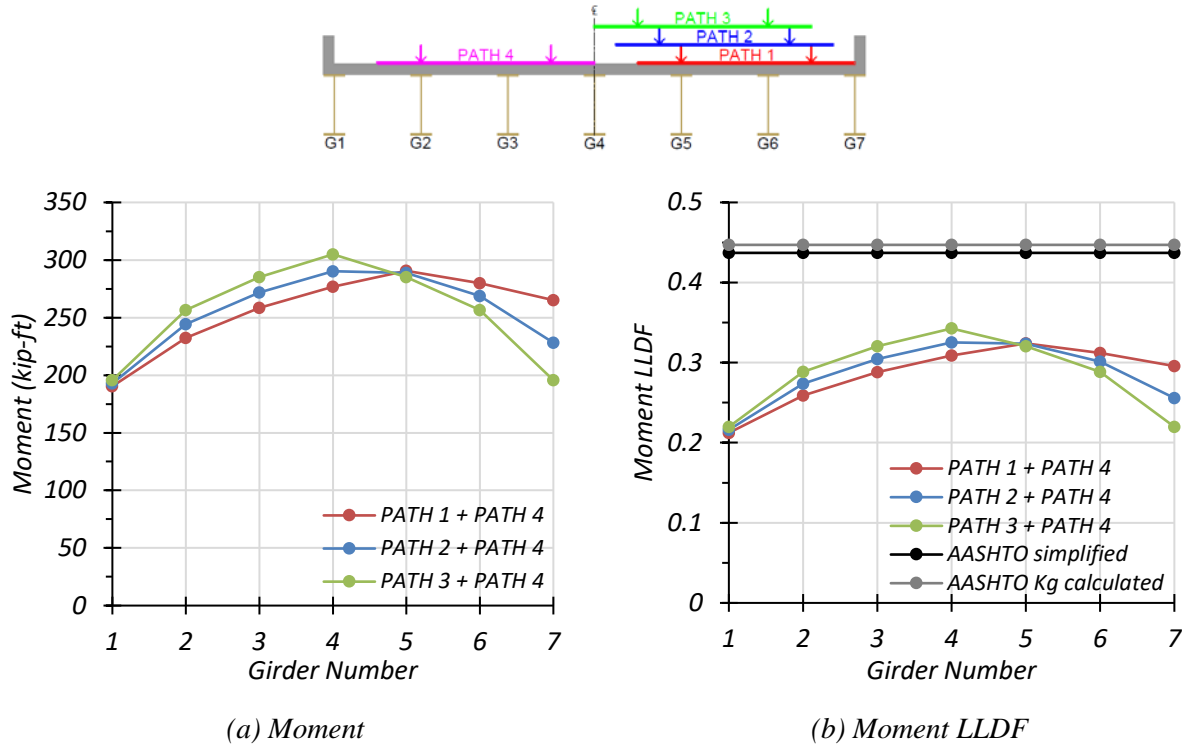 ℄
PATH 3
PATH 2
PATH 4
PATH 1
G1 G2 G3 G4 G5 G6 G7
Moment (kip-ft)
350
300
250
200
150
100
50
0
PATH 1 + PATH 4
PATH 2 + PATH 4
PATH 3 + PATH 4
1 2 3 4 5 6 7
Girder Number
(a) Moment
Moment LLDF
0.5
0.4
0.3
0.2
0.1
0
PATH 1 + PATH 4
PATH 2 + PATH 4
PATH 3 + PATH 4
AASHTO simplified
AASHTO Kg calculated
1 2 3 4 5 6 7
Girder Number
(b) Moment LLDF